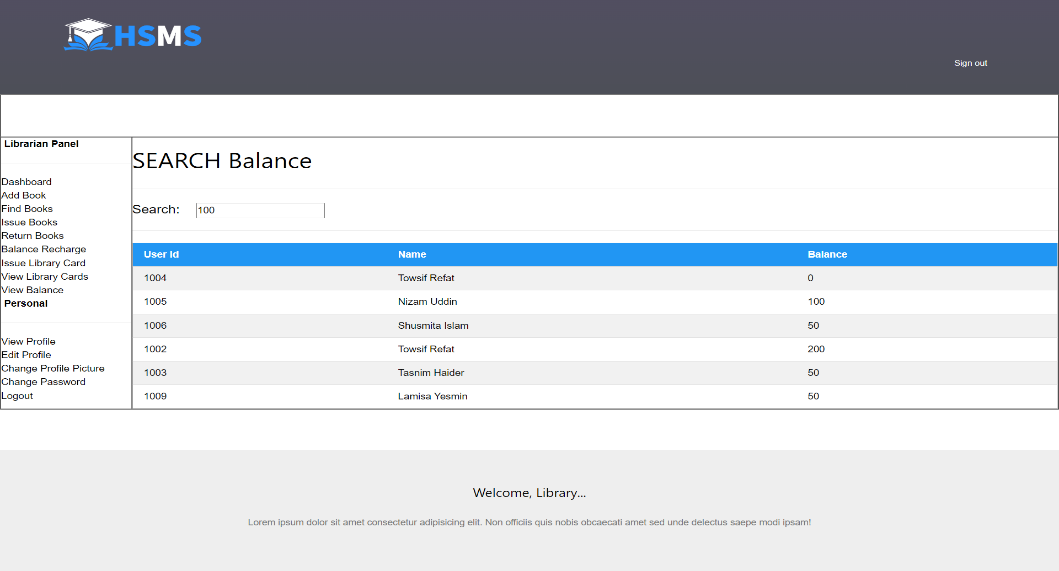 HSMS
Sign out
Librarian Panel
Dashboard
Add Book
Find Books
Issue Books
Return Books
Balance Recharge
Issue Library Card
View Library Cards
View Balance
Personal
View Profile
Edit Profile
Change Profile Picture
Change Password
Logout
SEARCH Balance
Search: 100
User Id Name Balance
1004 Towsif Refat 0
1005 Nizam Uddin 100
1006 Shusmita Islam 50
1002 Towsif Refat 200
1003 Tasnim Haider 50
1009 Lamisa Yesmin 50
Welcome, Library...
Lorem ipsum dolor sit amet consectetur adipisicing elit. Non officiis quis nobis obcaecati amet sed unde delectus saepe modi ipsam!